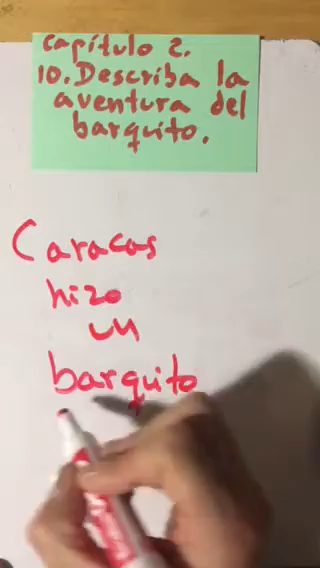 capítulo 2.
10. Describa la
aventura del
barquito.
Caracas
hizo
un
barquito